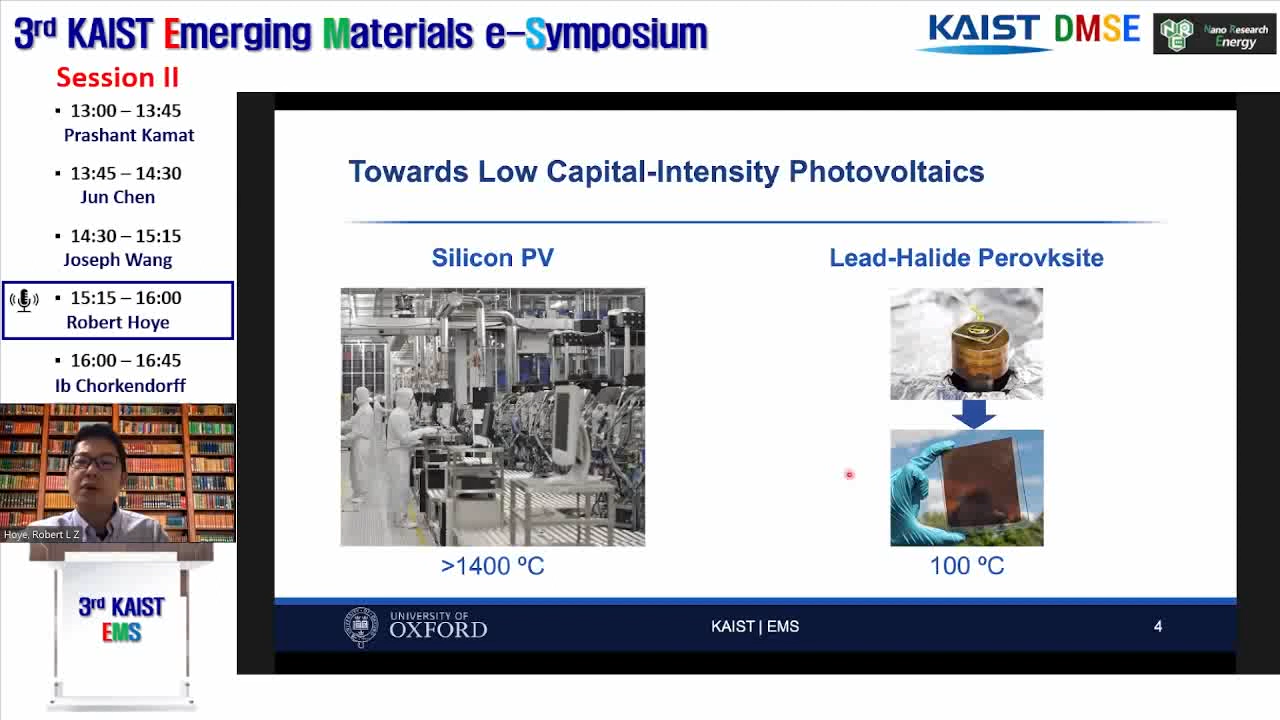 3rd KAIST Emerging Materials e-Symposium
KAIST DMSE
NRE
Nano Research
Energy
Session II
▪ 13:00 – 13:45
Prashant Kamat
▪ 13:45 – 14:30
Jun Chen
▪ 14:30 – 15:15
Joseph Wang
▪ 15:15 – 16:00
Robert Hoye
▪ 16:00 – 16:45
Ib Chorkendorff
Hoye, Robert L Z
3rd KAIST
EMS
Towards Low Capital-Intensity Photovoltaics
Silicon PV
Lead-Halide Perovksite
>1400 ºC
100 ºC
UNIVERSITY OF
OXFORD
KAIST | EMS
4